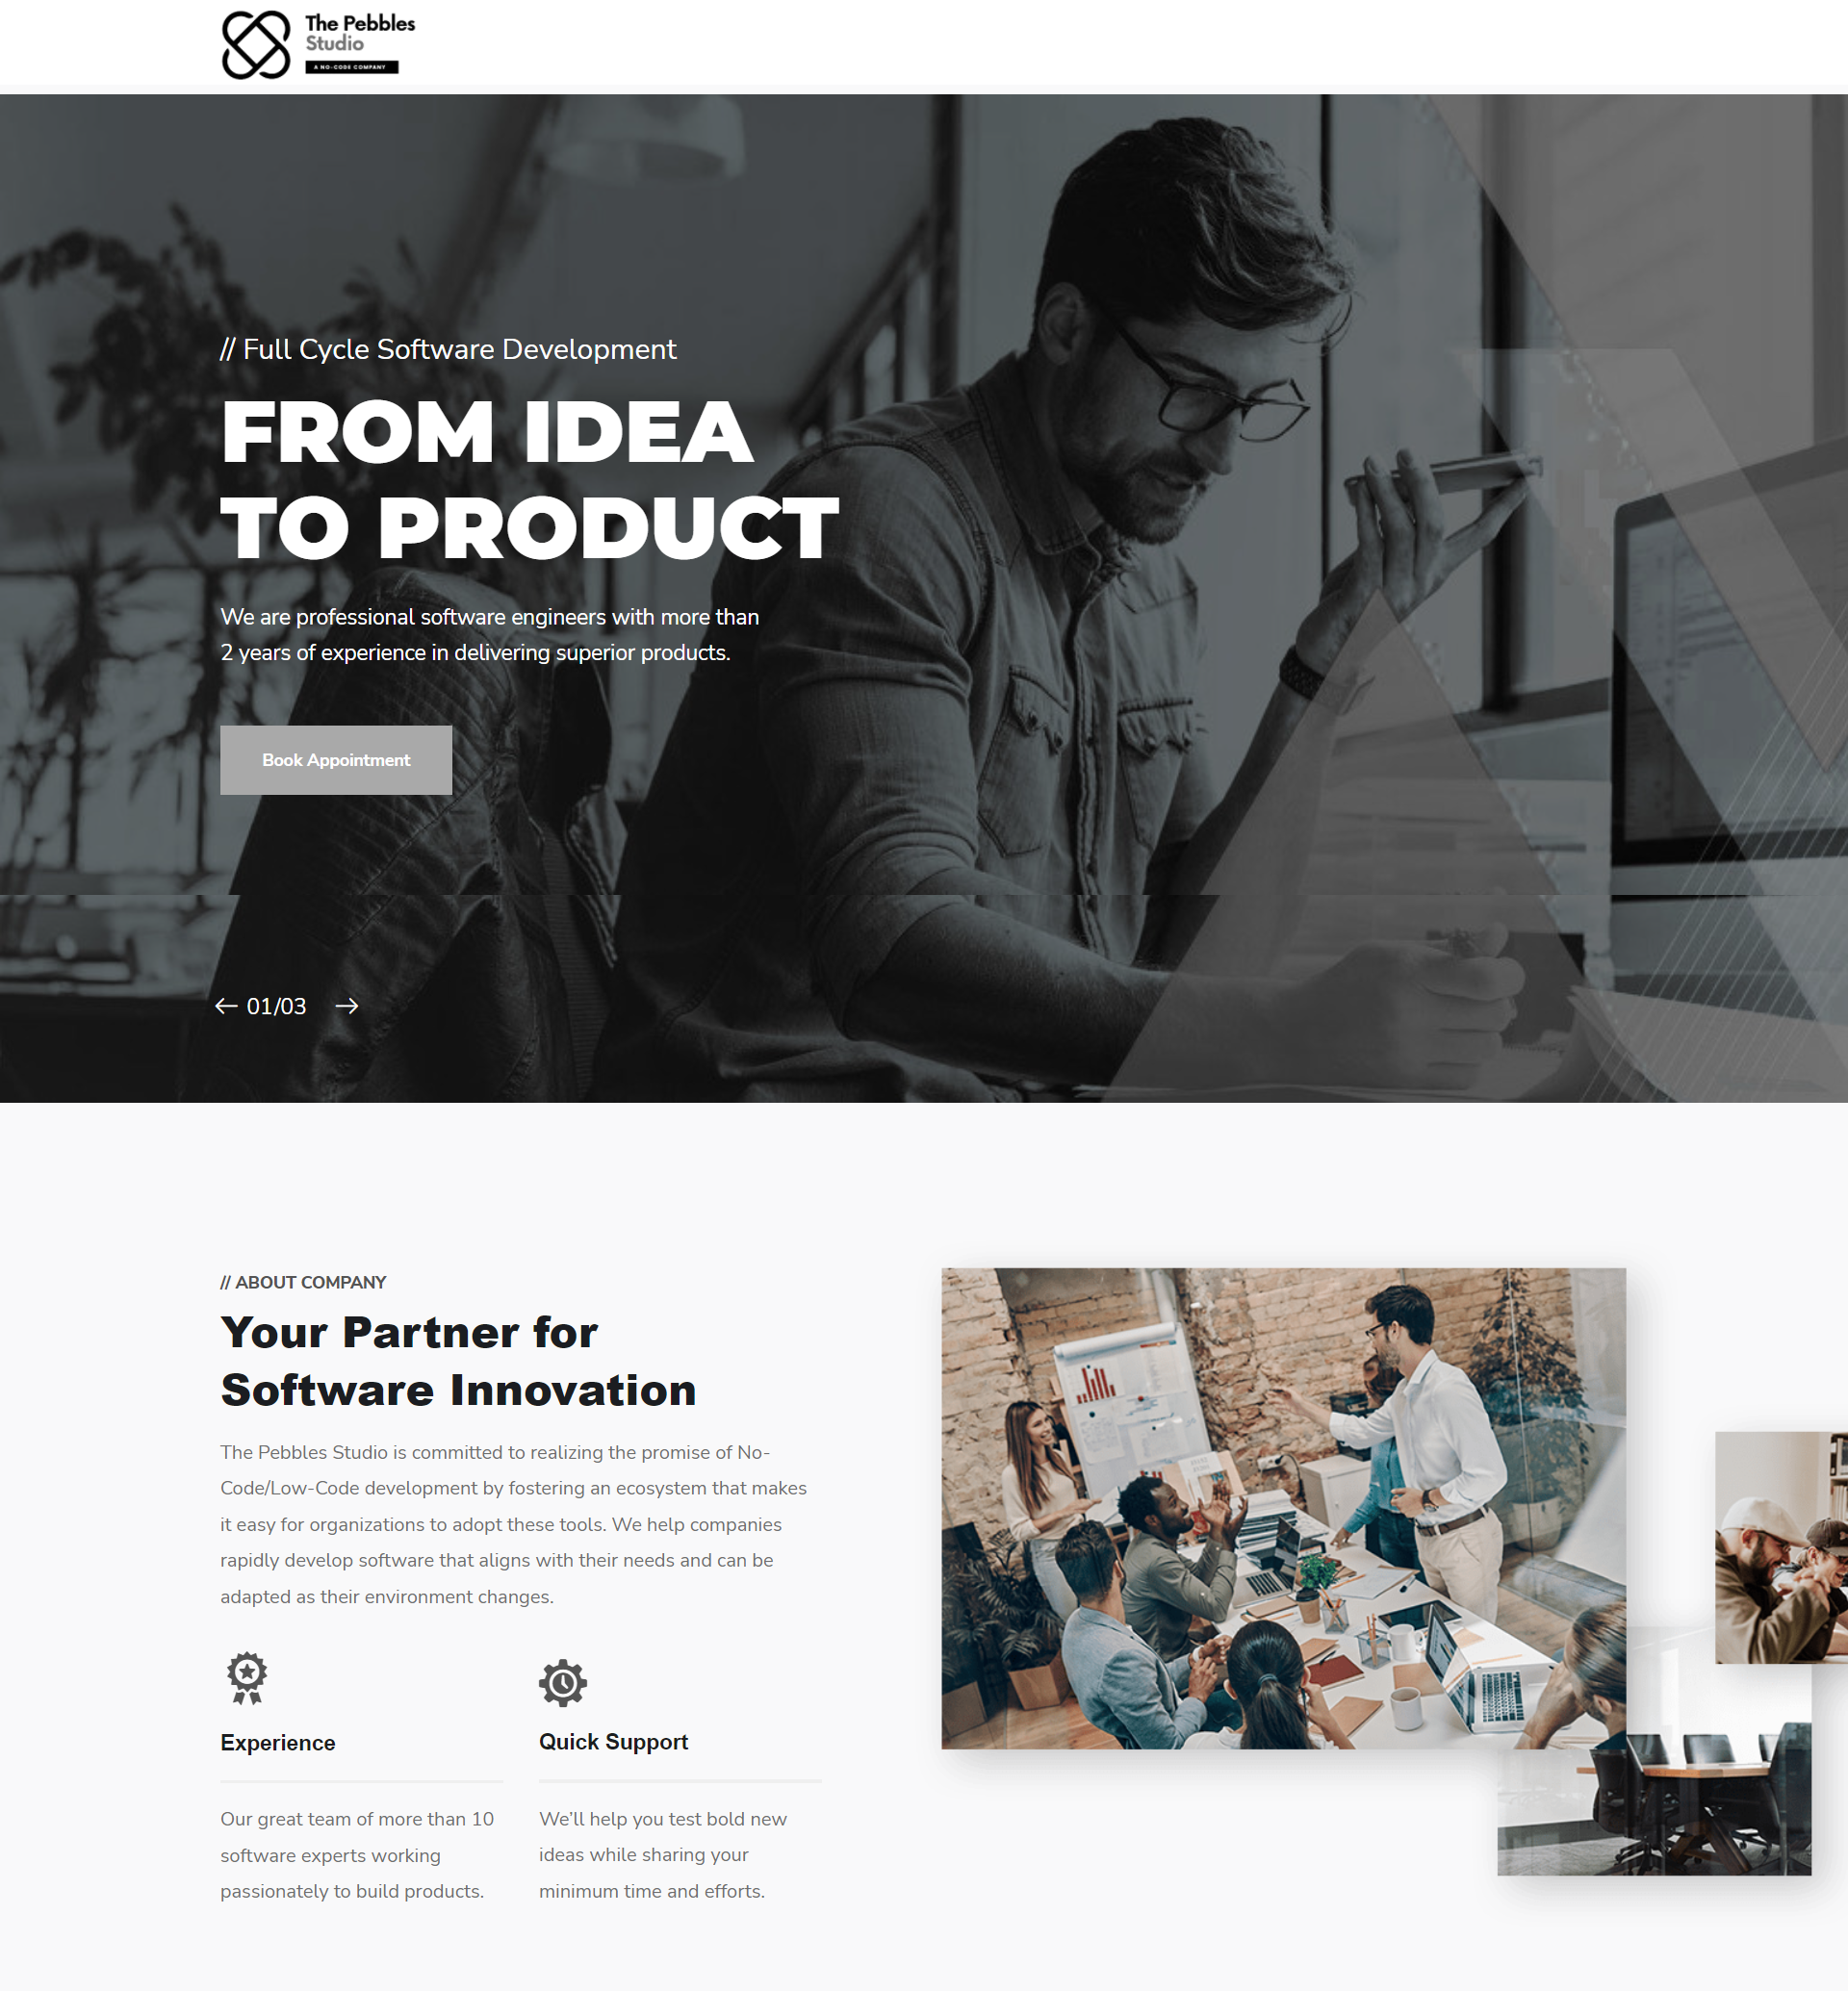 The Pebbles
Studio
A NO-CODE COMPANY
// Full Cycle Software Development
FROM IDEA
TO PRODUCT
We are professional software engineers with more than
2 years of experience in delivering superior products.
Book Appointment
01/03
// ABOUT COMPANY
Your Partner for
Software Innovation
The Pebbles Studio is committed to realizing the promise of No-
Code/Low-Code development by fostering an ecosystem that makes
it easy for organizations to adopt these tools. We help companies
rapidly develop software that aligns with their needs and can be
adapted as their environment changes.
Experience
Quick Support
Our great team of more than 10
software experts working
passionately to build products.
We’ll help you test bold new
ideas while sharing your
minimum time and efforts.